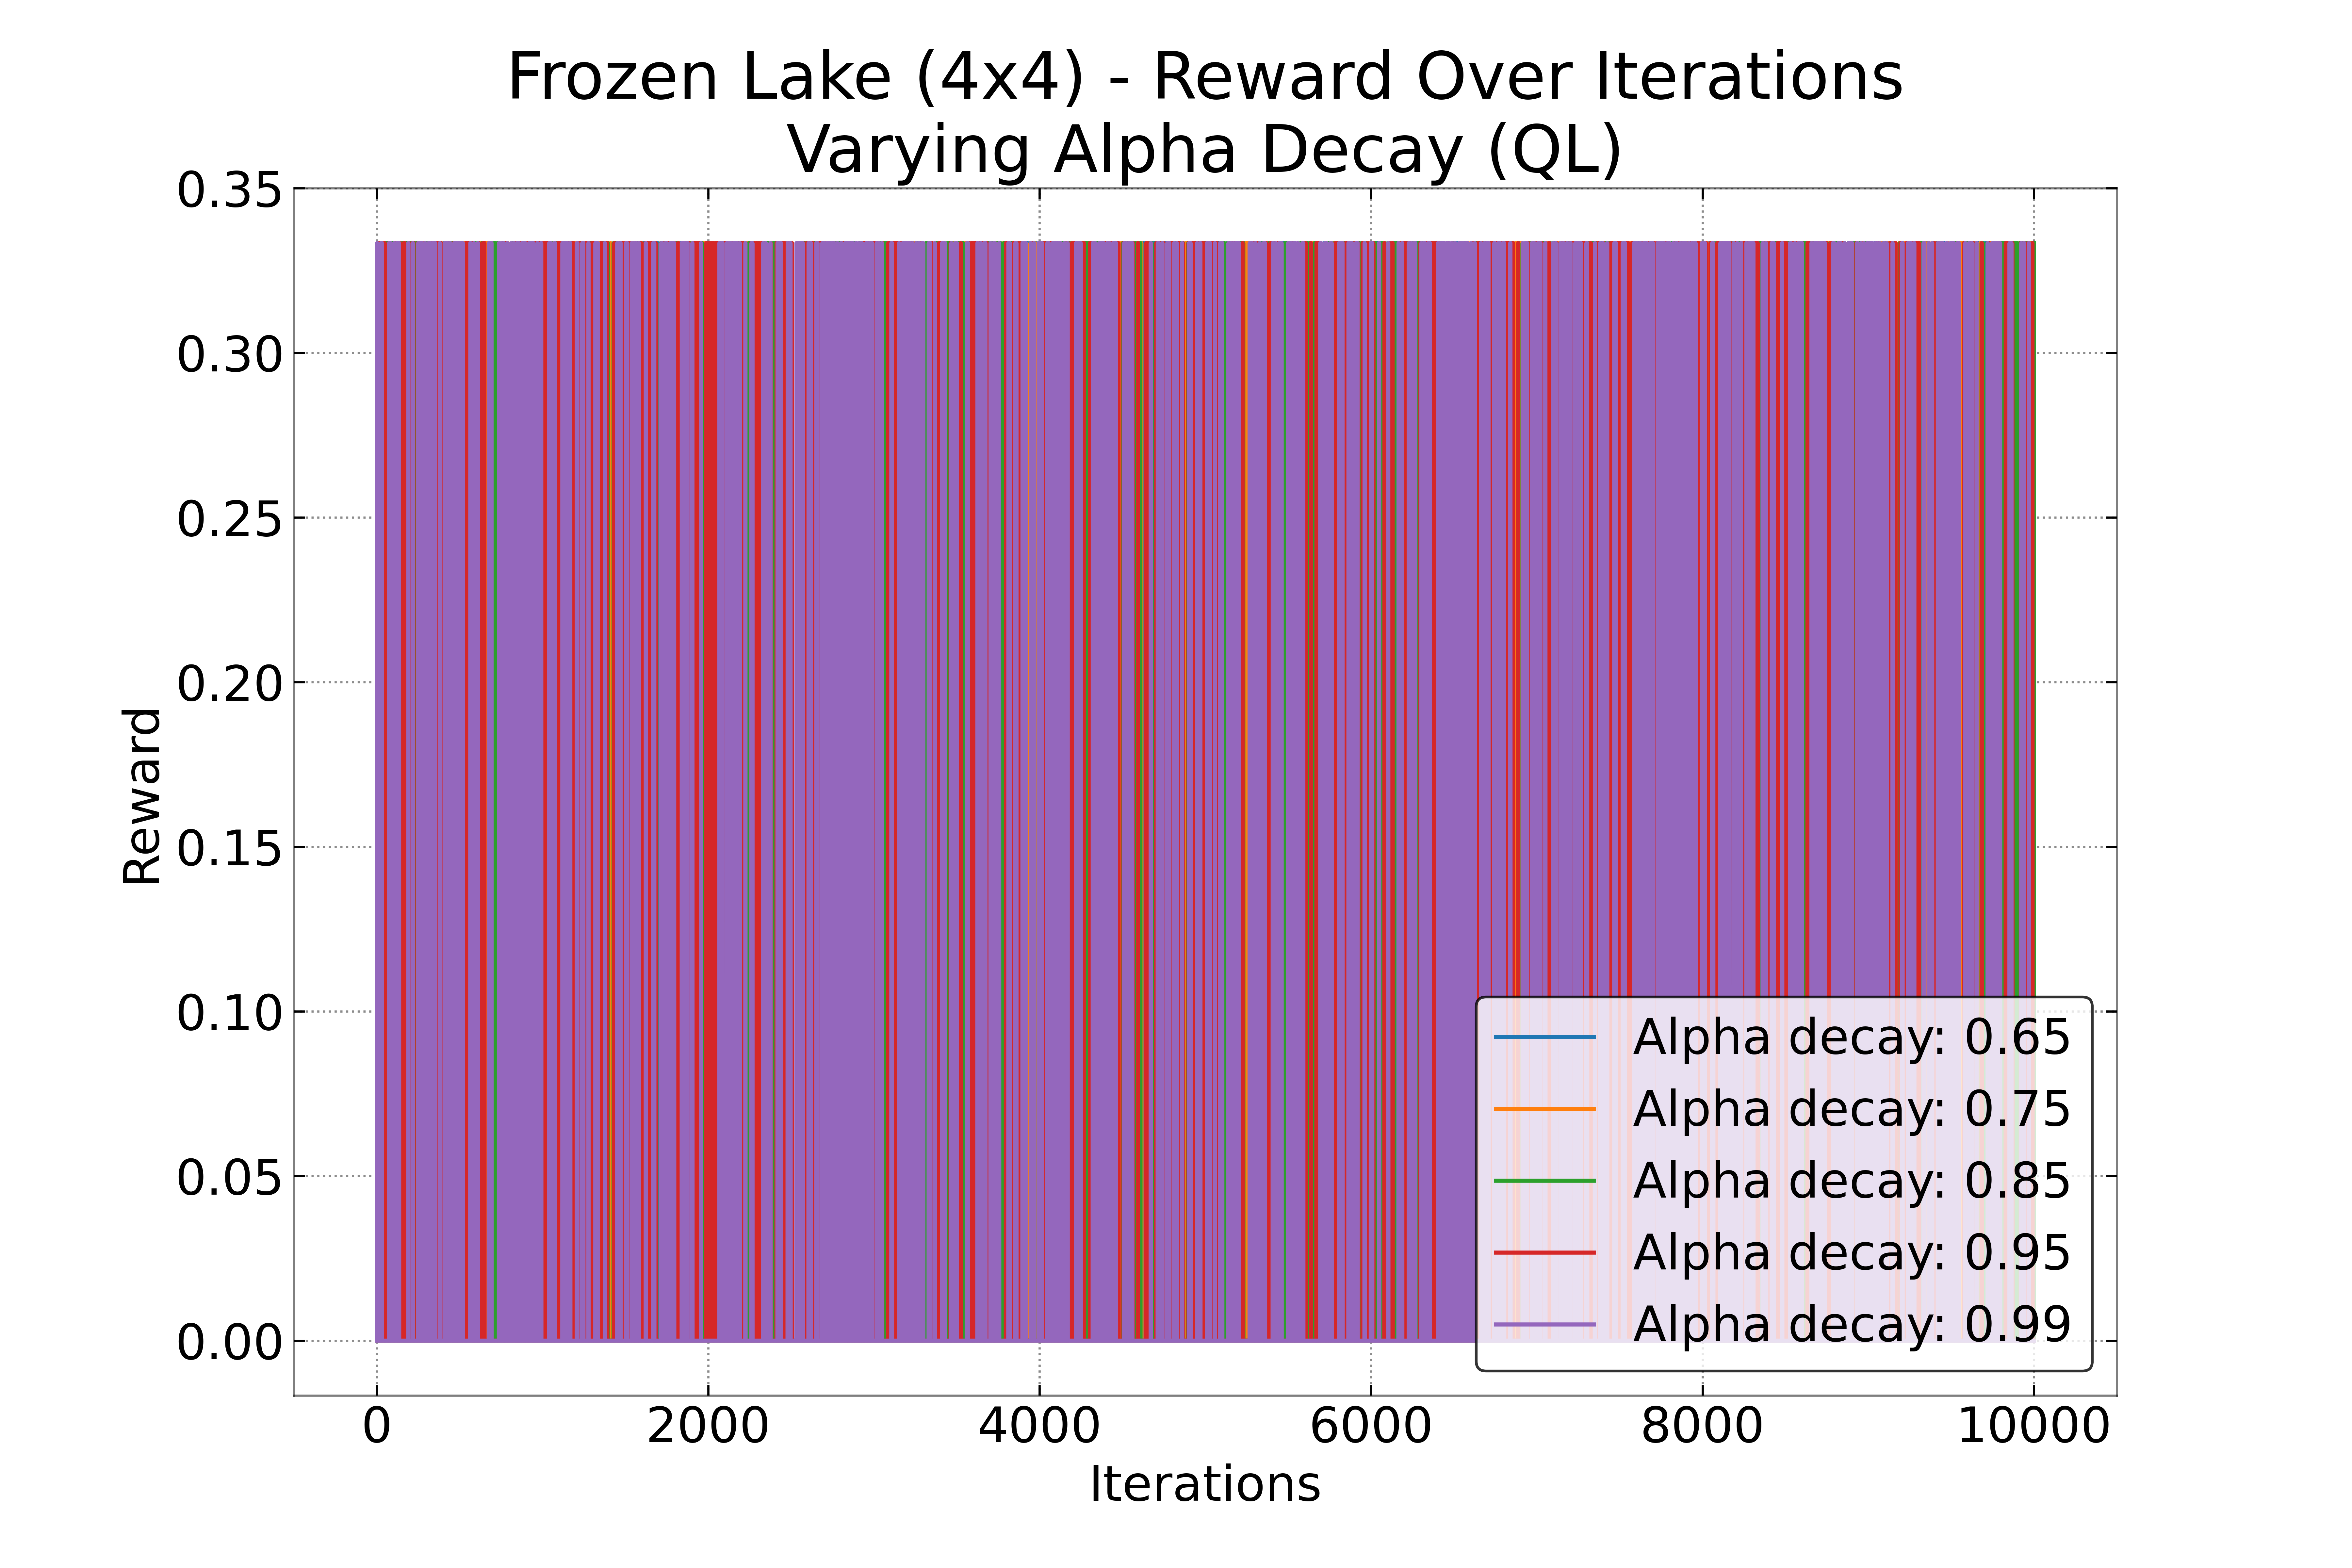 Frozen Lake (4x4) - Reward Over Iterations
Varying Alpha Decay (QL)
0.35
0.30
0.25
0.20
0.15
0.10
0.05
0.00
Reward
Alpha decay: 0.65
Alpha decay: 0.75
Alpha decay: 0.85
Alpha decay: 0.95
Alpha decay: 0.99
0 2000 4000 6000 8000 10000
Iterations